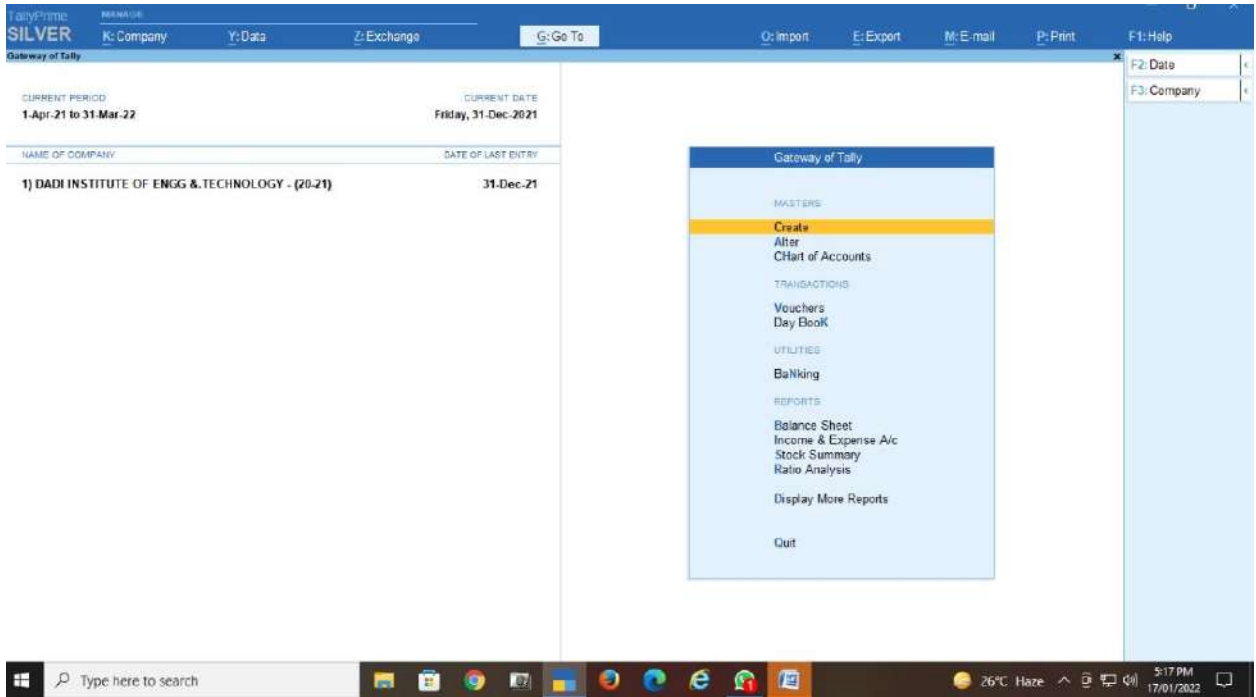 TallyPrime
MANAGE
SILVER
K: Company
Y: Data
Z: Exchange
G: Go To
O: Import
E: Export
M: E-mail
P: Print
F1: Help
Gateway of Tally
F2: Date
F3: Company
CURRENT PERIOD
CURRENT DATE
1-Apr-21 to 31-Mar-22
Friday, 31-Dec-2021
NAME OF COMPANY
DATE OF LAST ENTRY
1) DADI INSTITUTE OF ENGG &.TECHNOLOGY - (20-21)
31-Dec-21
Gateway of Tally
MASTERS
Create
Alter
CHart of Accounts
TRANSACTIONS
Vouchers
Day BooK
UTILITIES
BaNking
REPORTS
Balance Sheet
Income & Expense A/c
Stock Summary
Ratio Analysis
Display More Reports
Quit
Type here to search
26°C Haze
5:17 PM
17/01/2022